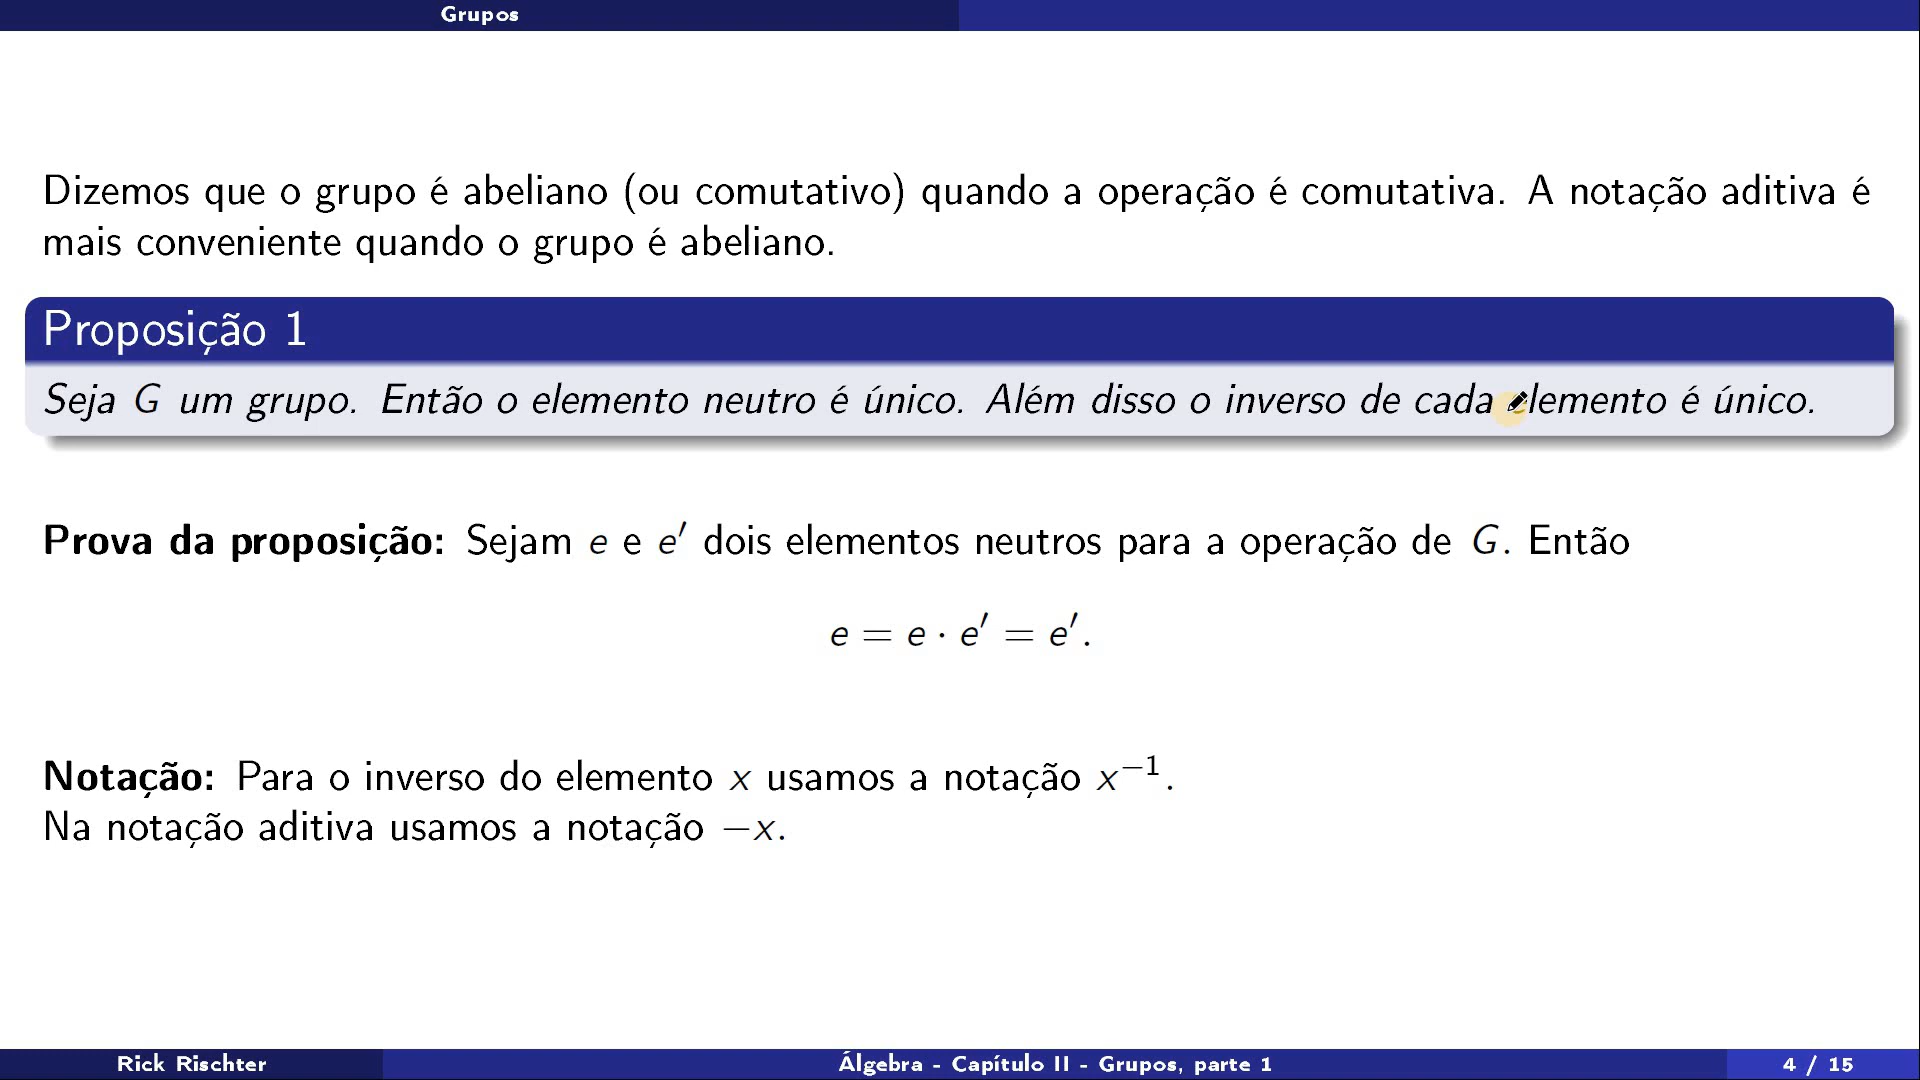 Grupos
Dizemos que o grupo é abeliano (ou comutativo) quando a operação é comutativa. A notação aditiva é
mais conveniente quando o grupo é abeliano.
Proposição 1
Seja G um grupo. Então o elemento neutro é único. Além disso o inverso de cada elemento é único.
Prova da proposição: Sejam e e e′ dois elementos neutros para a operação de G. Então
e = e · e′ = e′.
Notação: Para o inverso do elemento x usamos a notação x⁻¹.
Na notação aditiva usamos a notação −x.
Rick Rischter
Álgebra - Capítulo II - Grupos, parte 1
4 / 15